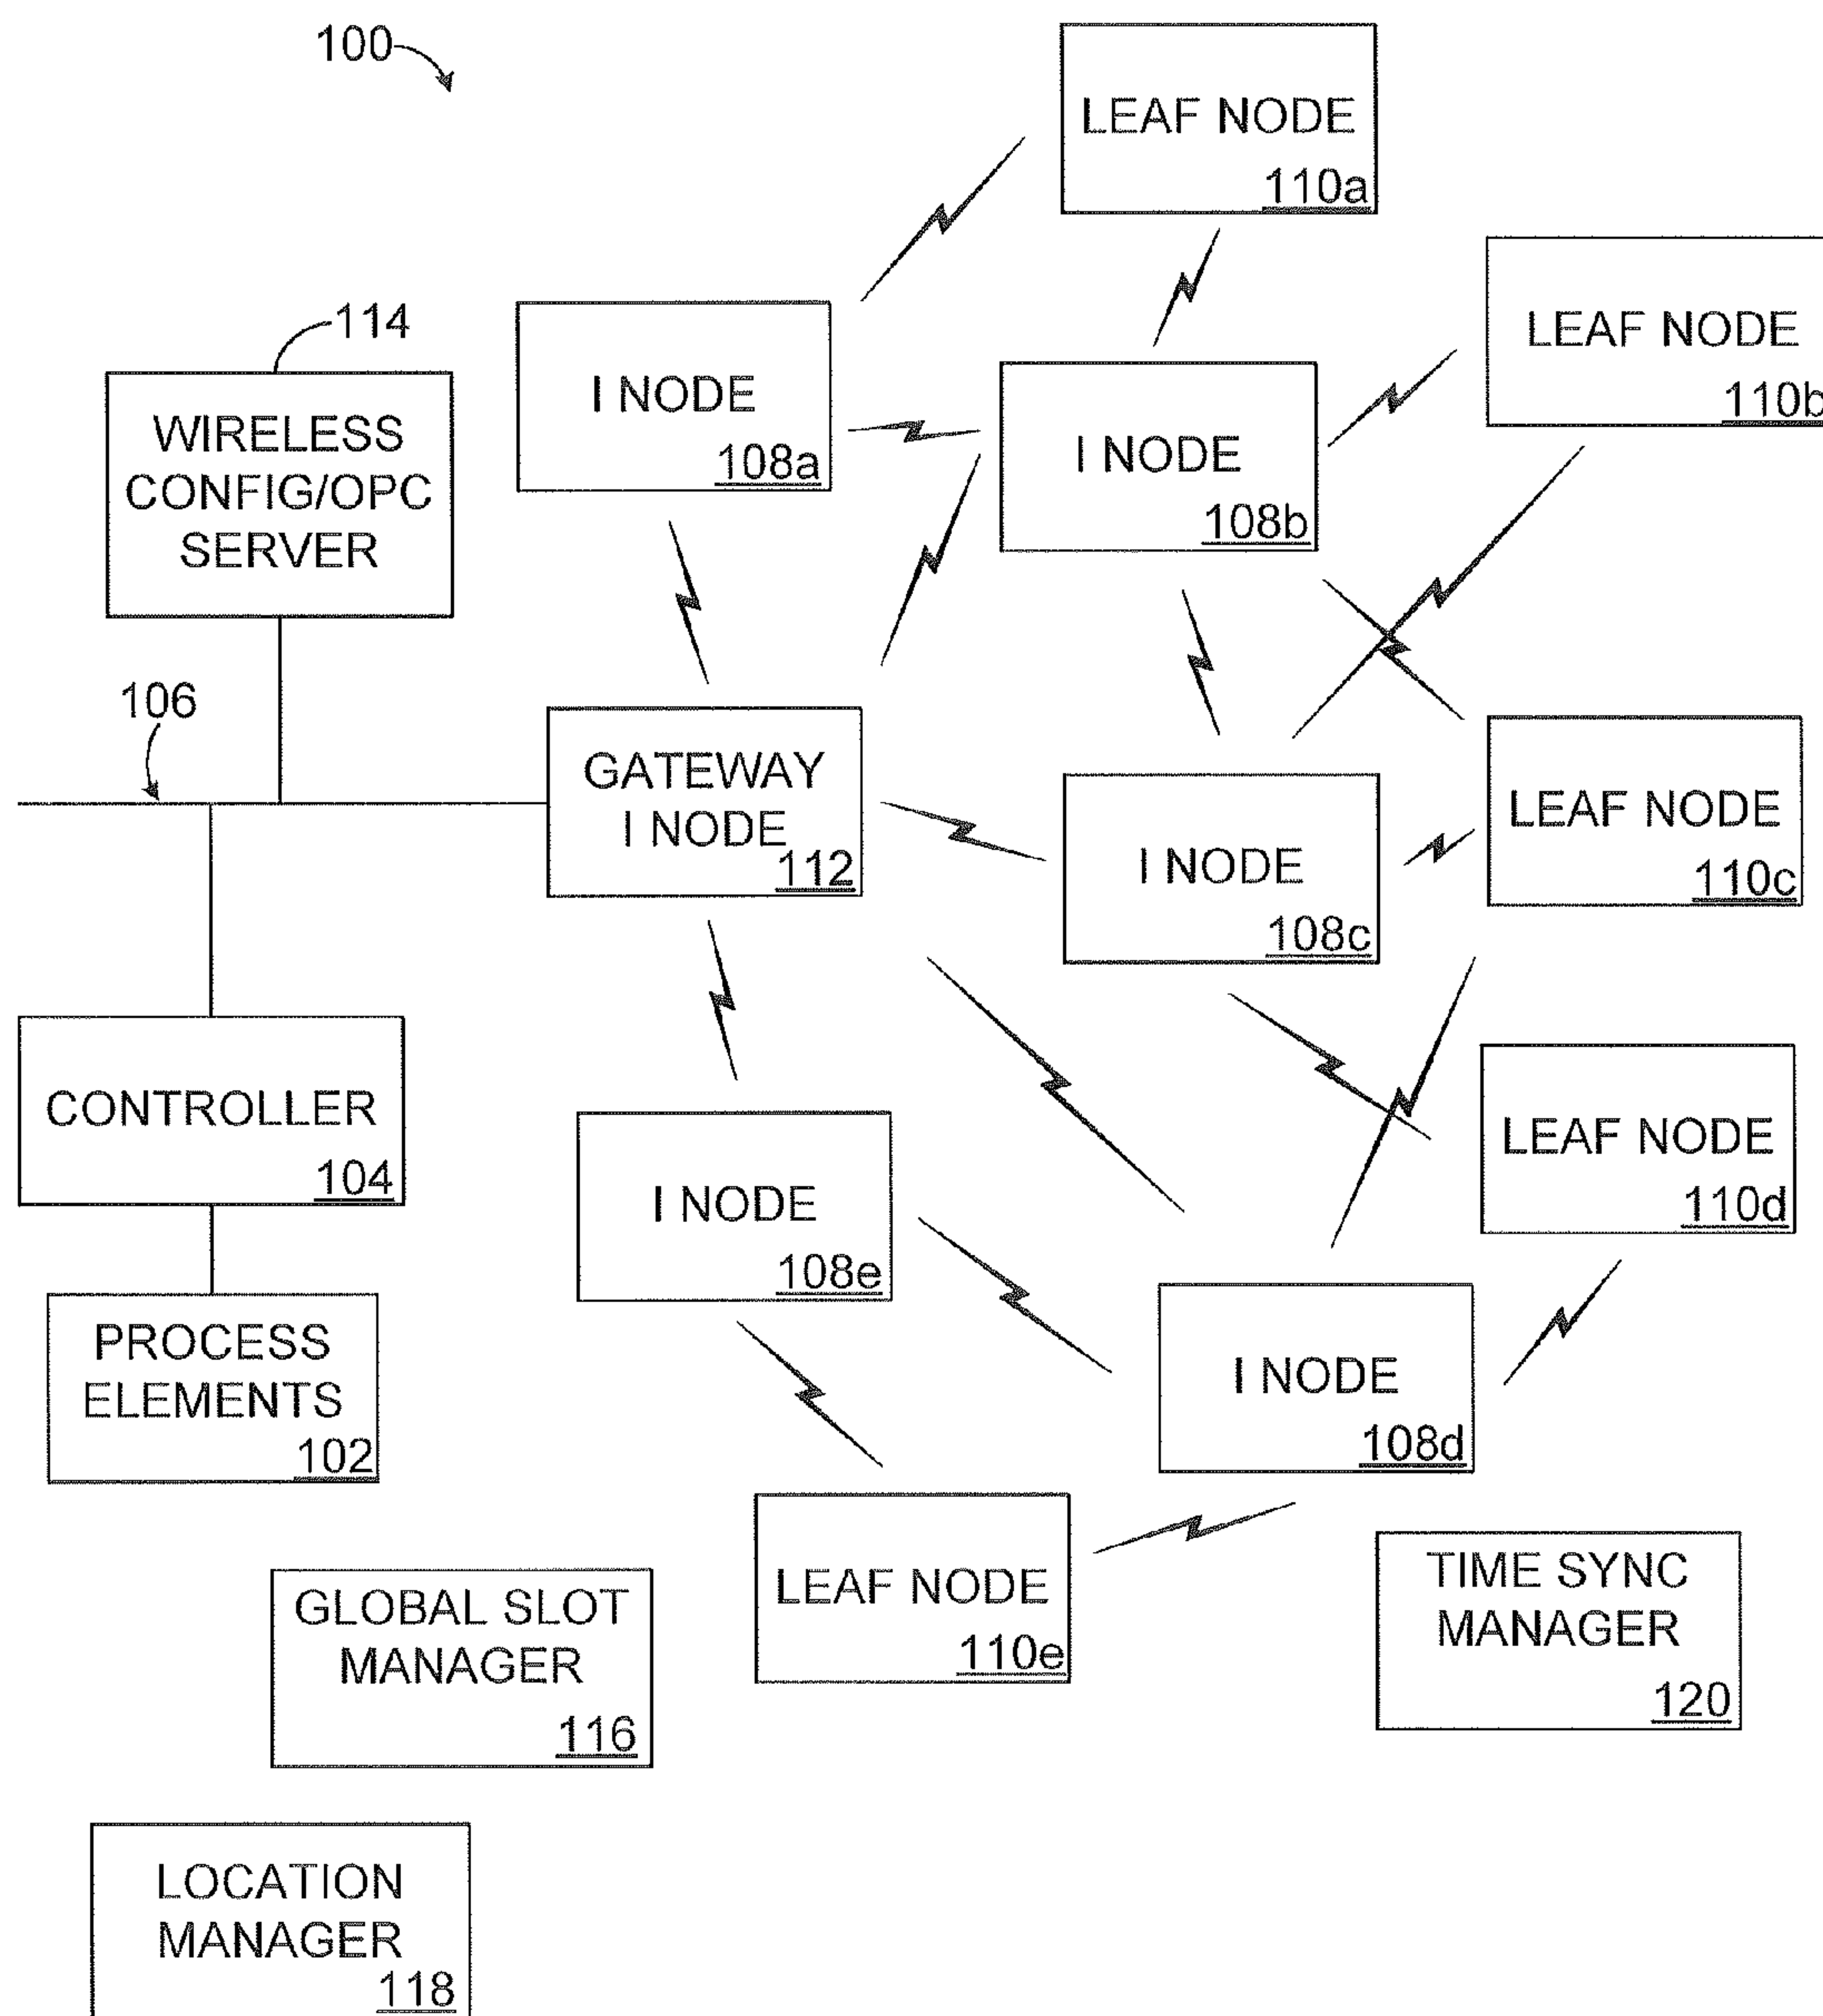 100
LEAF NODE
110a
LEAF NODE
110b
114
WIRELESS
CONFIG/OPC
SERVER
I NODE
108a
I NODE
108b
106
GATEWAY
I NODE
112
I NODE
108c
LEAF NODE
110c
CONTROLLER
104
I NODE
108e
LEAF NODE
110d
PROCESS
ELEMENTS
102
I NODE
108d
LEAF NODE
110e
GLOBAL SLOT
MANAGER
116
TIME SYNC
MANAGER
120
LOCATION
MANAGER
118